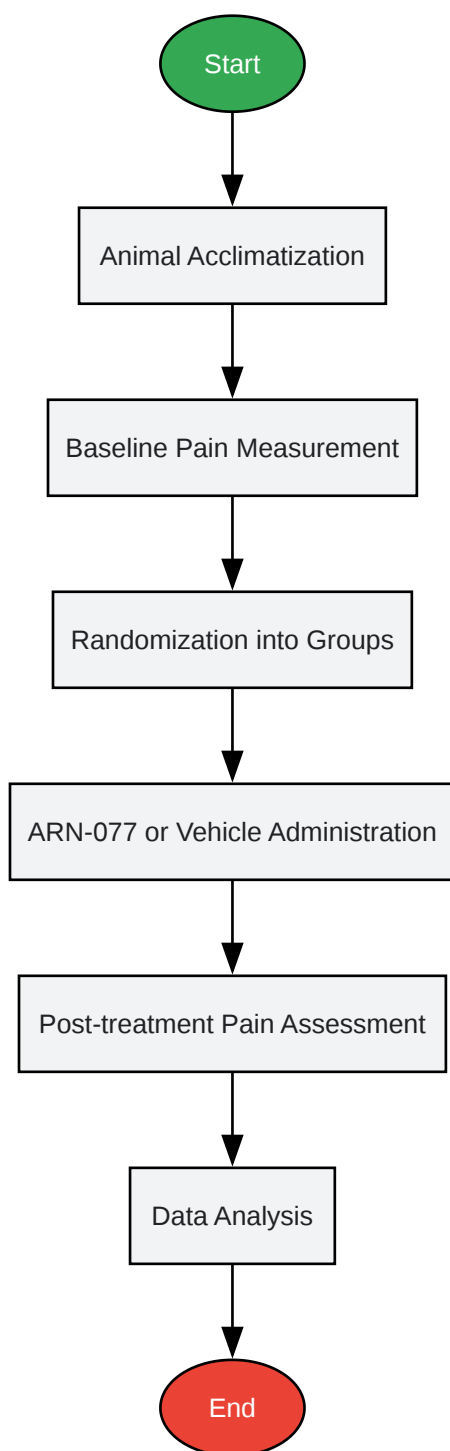 Start
Animal Acclimatization
Baseline Pain Measurement
Randomization into Groups
ARN-077 or Vehicle Administration
Post-treatment Pain Assessment
Data Analysis
End